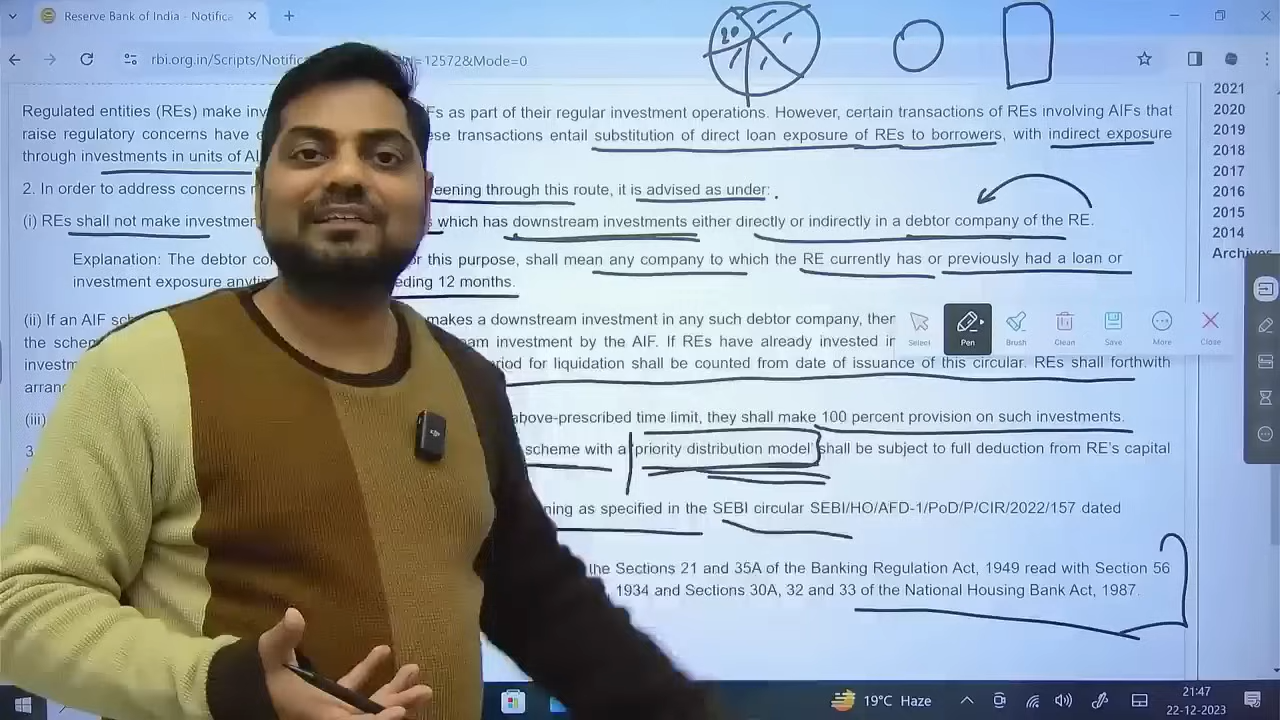 Reserve Bank of India - Notifica
rbi.org.in/Scripts/Notific =12572&Mode=0
20
2021
Regulated entities (REs) make inv Fs as part of their regular investment operations. However, certain transactions of REs involving AIFs that
2020
raise regulatory concerns have ese transactions entail substitution of direct loan exposure of REs to borrowers, with indirect exposure
2019
through investments in units of AI
2018
2017
2. In order to address concerns eening through this route, it is advised as under:
2016
(i) REs shall not make investmen which has downstream investments either directly or indirectly in a debtor company of the RE.
2015
2014
Archives
Explanation: The debtor co r this purpose, shall mean any company to which the RE currently has or previously had a loan or
investment exposure anyti eding 12 months.
(ii) If an AIF sch makes a downstream investment in any such debtor company, then
the schem am investment by the AIF. If REs have already invested in
investm riod for liquidation shall be counted from date of issuance of this circular. REs shall forthwith
arran
Select Pen Brush Clean Save More Close
(iii) above-prescribed time limit, they shall make 100 percent provision on such investments.
3 scheme with a 'priority distribution model' shall be subject to full deduction from RE's capital
ning as specified in the SEBI circular SEBI/HO/AFD-1/PoD/P/CIR/2022/157 dated
the Sections 21 and 35A of the Banking Regulation Act, 1949 read with Section 56
, 1934 and Sections 30A, 32 and 33 of the National Housing Bank Act, 1987.
19°C Haze
21:47
22-12-2023